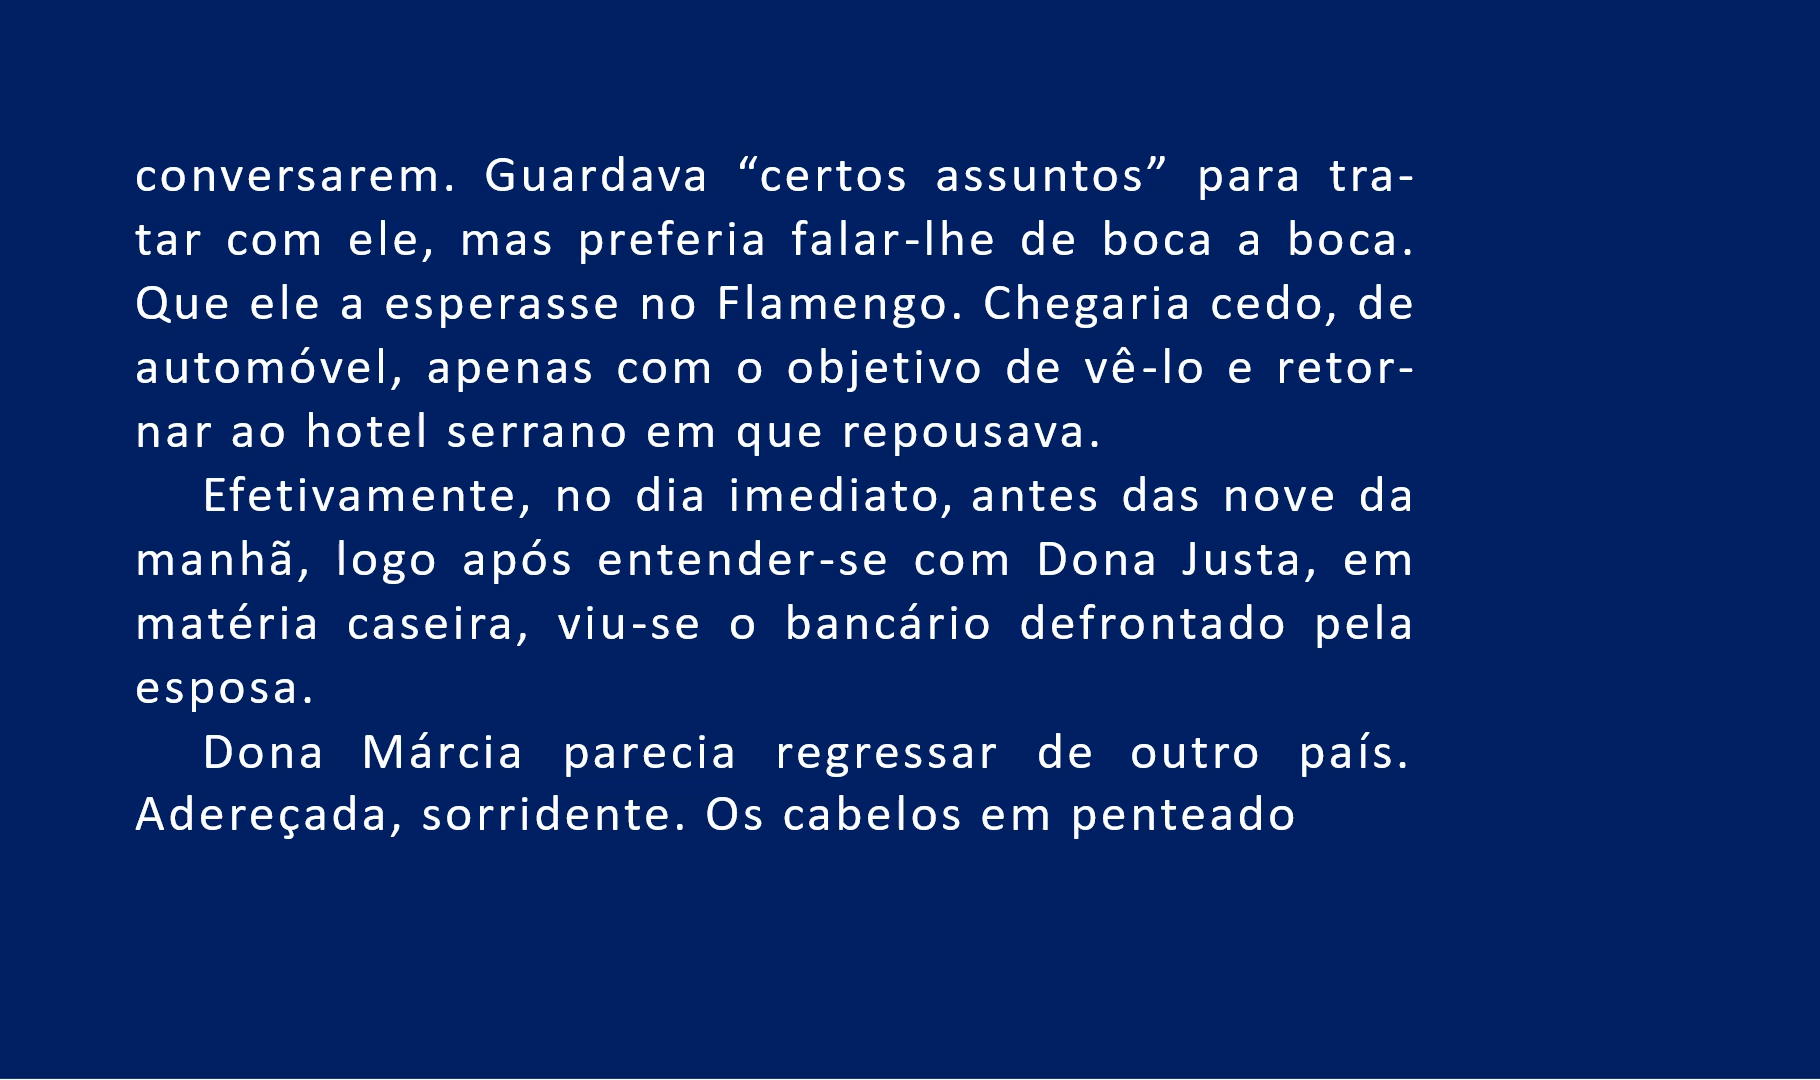 conversarem. Guardava “certos assuntos” para tra-
tar com ele, mas preferia falar-lhe de boca a boca.
Que ele a esperasse no Flamengo. Chegaria cedo, de
automóvel, apenas com o objetivo de vê-lo e retor-
nar ao hotel serrano em que repousava.
Efetivamente, no dia imediato, antes das nove da
manhã, logo após entender-se com Dona Justa, em
matéria caseira, viu-se o bancário defrontado pela
esposa.
Dona Márcia parecia regressar de outro país.
Adereçada, sorridente. Os cabelos em penteado